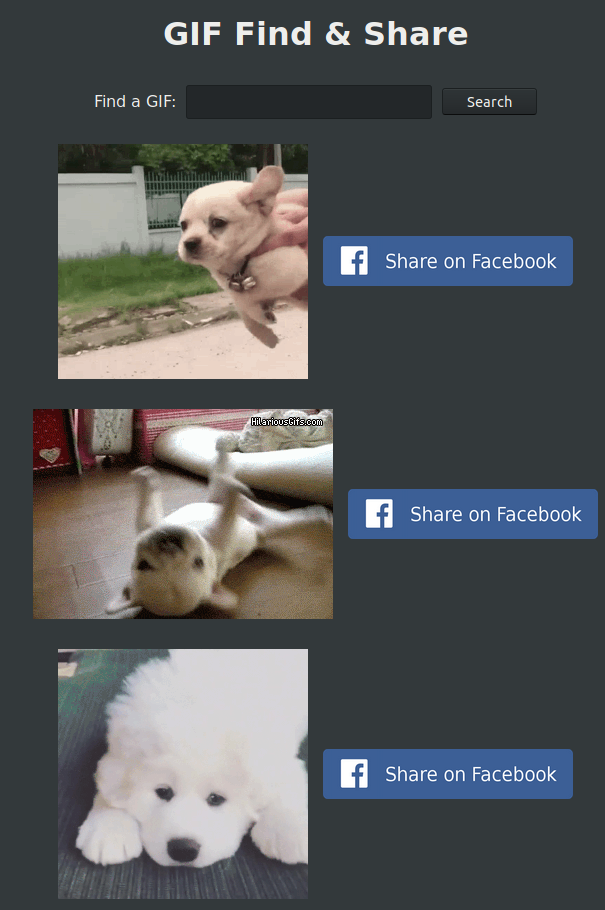 GIF Find & Share
Find a GIF:
Search
Share on Facebook
HilariousGifs.com
Share on Facebook
Share on Facebook